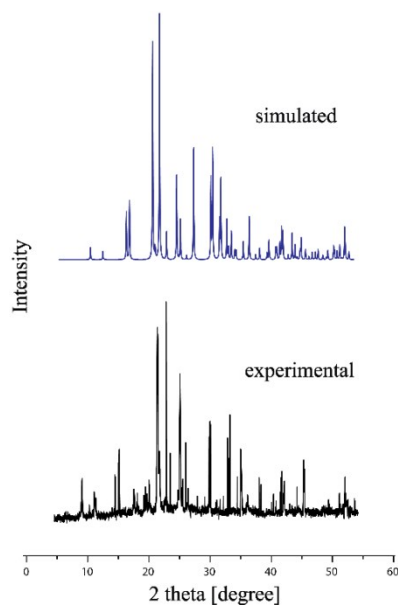 simulated
Intensity
experimental
0 10 20 30 40 50 60
2 theta [degree]